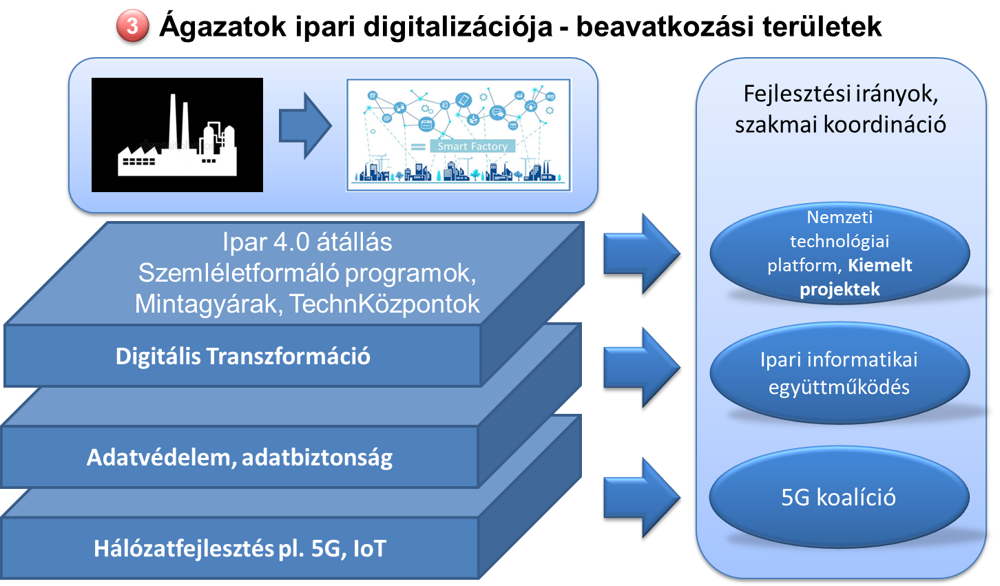 3 Ágazatok ipari digitalizációja - beavatkozási területek
= Smart Factory
Ipar 4.0 átállás
Szemléletformáló programok,
Mintagyárak, TechnKözpontok
Digitális Transzformáció
Adatvédelem, adatbiztonság
Hálózatfejlesztés pl. 5G, IoT
Fejlesztési irányok,
szakmai koordináció
Nemzeti
technológiai
platform, Kiemelt
projektek
Ipari informatikai
együttműködés
5G koalíció